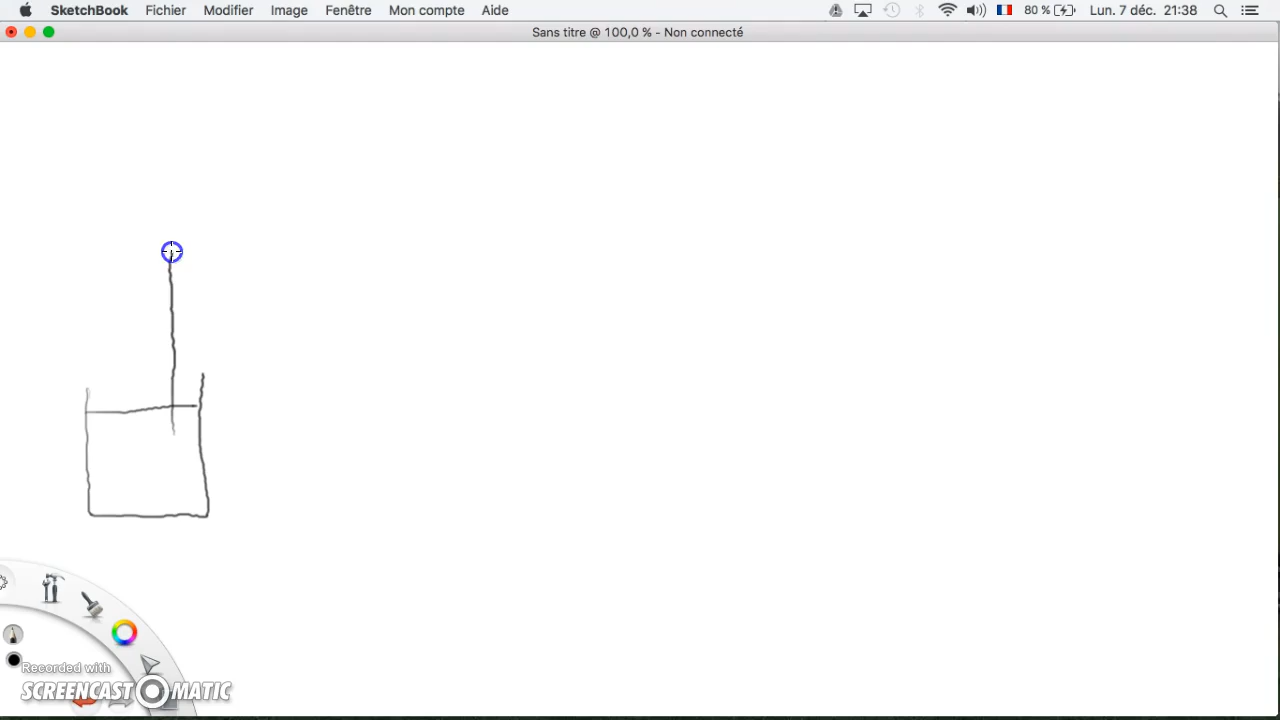 SketchBook Fichier Modifier Image Fenêtre Mon compte Aide 80 % Lun. 7 déc. 21:38
Sans titre @ 100,0 % - Non connecté
Recorded with
SCREENCAST-O-MATIC